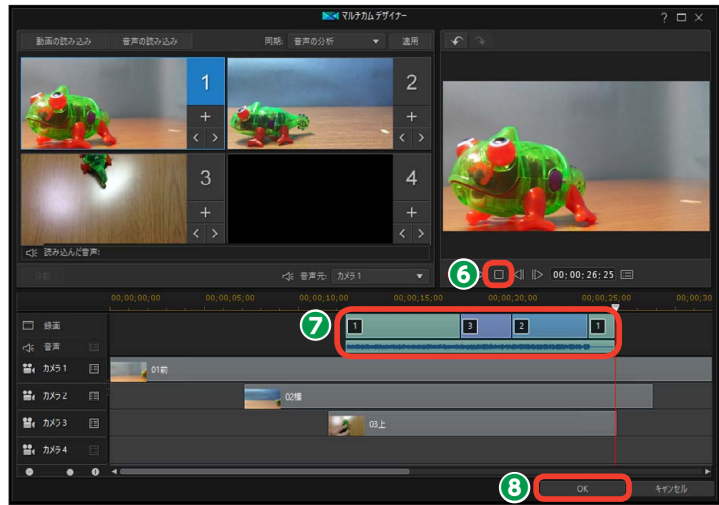 マルチカム デザイナー
動画の読み込み 音声の読み込み 同期: 音声の分析 適用
1 2
3 4
読み込んだ音声:
分割 音声元: カメラ1
6 00;00;26;25
00;00;00;00 00;00;05;00 00;00;10;00 00;00;15;00 00;00;20;00 00;00;25;00 00;00;30
録画 7 1 3 2 1
音声
カメラ1 01前
カメラ2 02横
カメラ3 03上
カメラ4
8 OK キャンセル